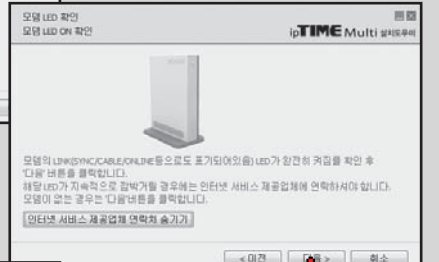 모뎀 LED 확인
모뎀 LED ON 확인
ipTIME Multi 설치도우미
모뎀의 LINK(SYNC/CABLE/ONLINE등으로도 표기되어있음) LED가 완전히 켜짐를 확인 후
'다음' 버튼을 클릭합니다.
해당 LED가 지속적으로 깜박거릴 경우에는 인터넷 서비스 제공업체에 연락하셔야 합니다.
모뎀이 없는 경우는 '다음'버튼을 클릭합니다.
인터넷 서비스 제공업체 연락처 숨기기
< 이전
다음 >
취소